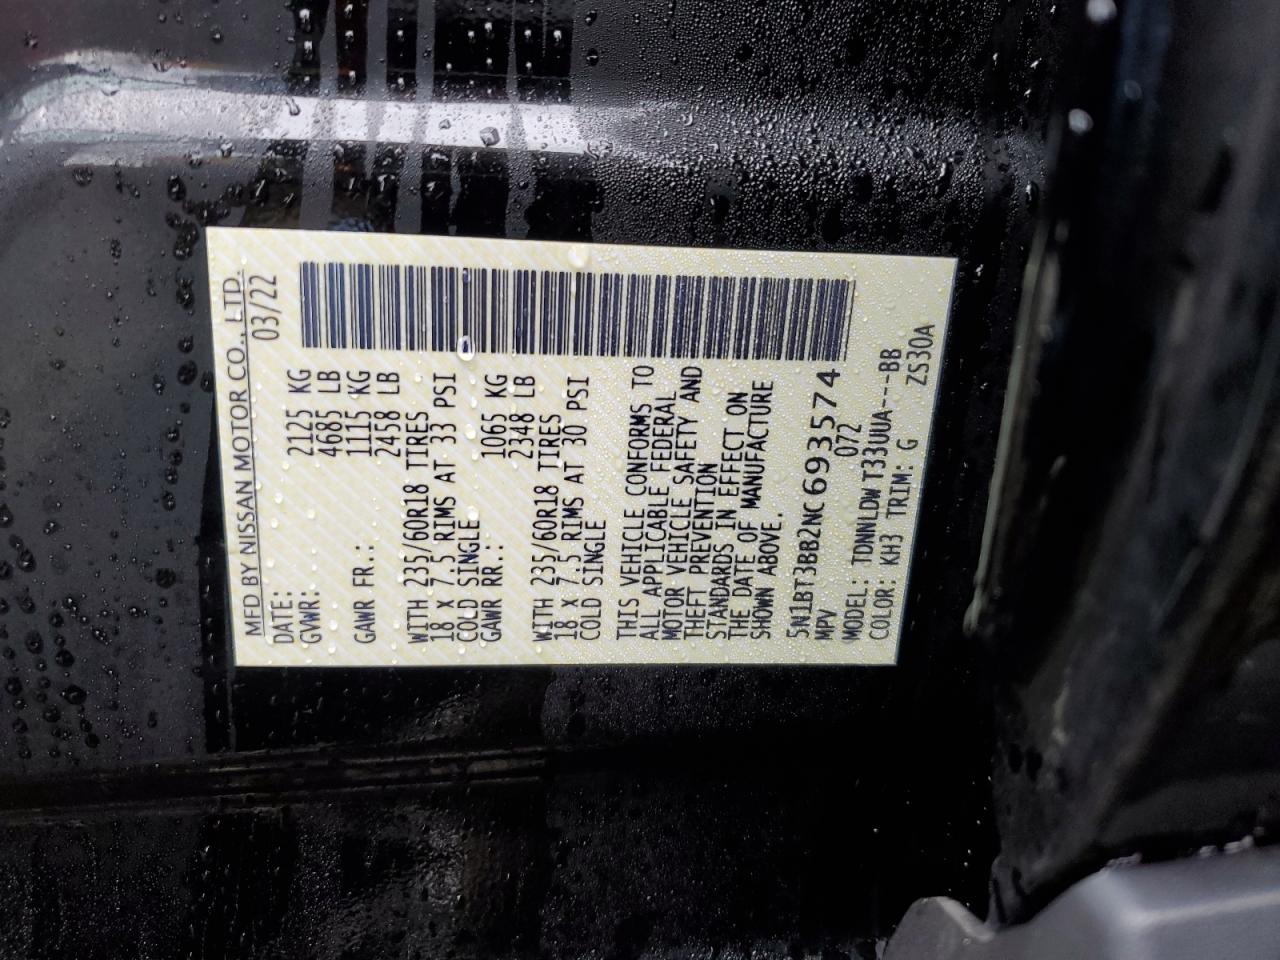 MFD BY NISSAN MOTOR CO., LTD.
DATE: 03/22
GVWR: 2125 KG
4685 LB
GAWR FR.: 1115 KG
2458 LB
WITH 235/60R18 TIRES
18 X 7.5 RIMS AT 33 PSI
COLD SINGLE
GAWR RR.: 1065 KG
2348 LB
WITH 235/60R18 TIRES
18 X 7.5 RIMS AT 30 PSI
COLD SINGLE
THIS VEHICLE CONFORMS TO
ALL APPLICABLE FEDERAL
MOTOR VEHICLE SAFETY AND
THEFT PREVENTION
STANDARDS IN EFFECT ON
THE DATE OF MANUFACTURE
SHOWN ABOVE.
5N1BT3BB2NC693574
MPV 072
MODEL: TDNNLDW T33UUA---BB
COLOR: KH3 TRIM: G ZS30A